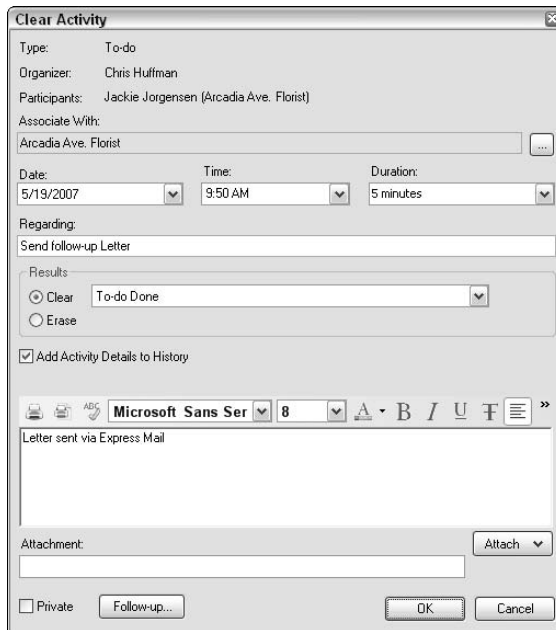 Clear Activity
Type: To-do
Organizer: Chris Huffman
Participants: Jackie Jorgensen (Arcadia Ave. Florist)
Associate With:
Arcadia Ave. Florist ...
Date: Time: Duration:
5/19/2007 9:50 AM 5 minutes
Regarding:
Send follow-up Letter
Results
Clear To-do Done
Erase
Add Activity Details to History
ABC Microsoft Sans Ser 8 A B I U T »
Letter sent via Express Mail
Attachment: Attach
Private Follow-up... OK Cancel